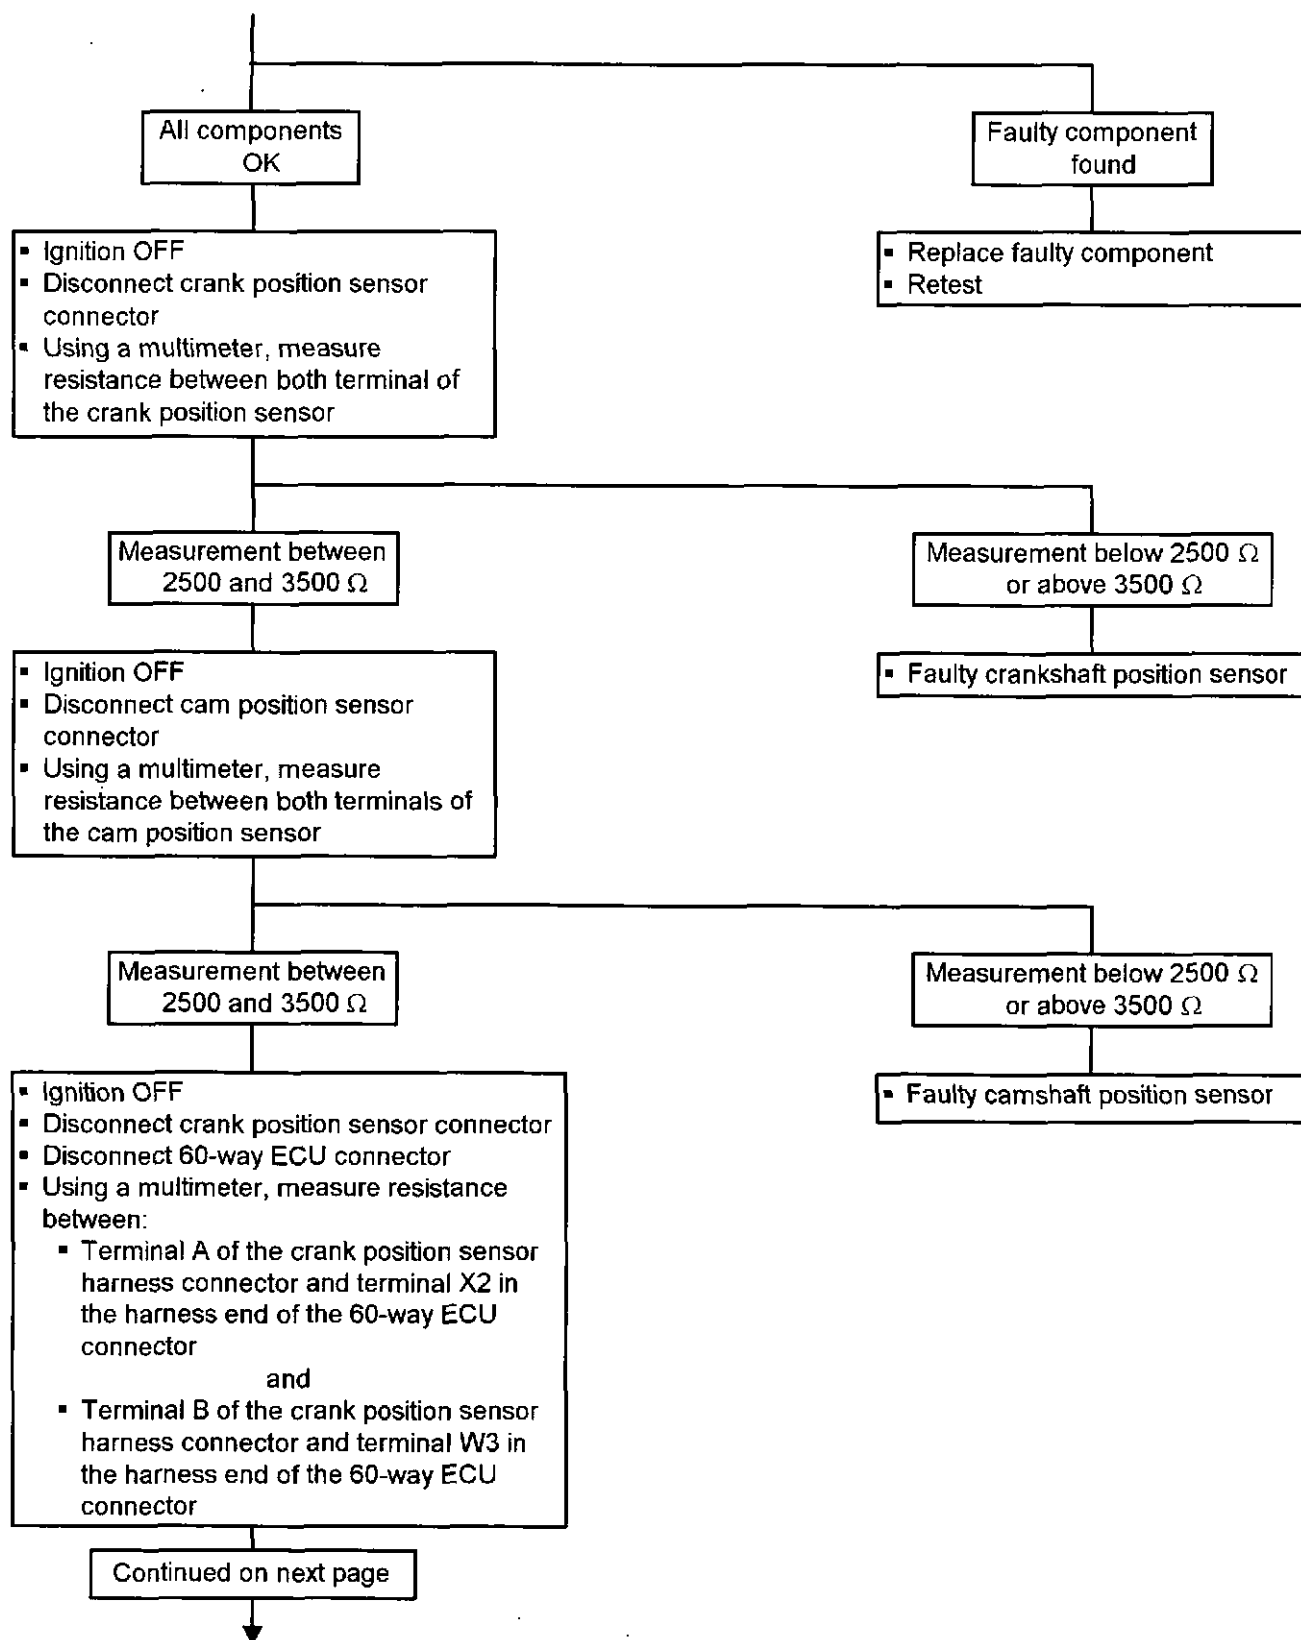 All components
OK
Faulty component
found
▪ Ignition OFF
▪ Disconnect crank position sensor
connector
▪ Using a multimeter, measure
resistance between both terminal of
the crank position sensor
▪ Replace faulty component
▪ Retest
Measurement between
2500 and 3500 Ω
Measurement below 2500 Ω
or above 3500 Ω
▪ Ignition OFF
▪ Disconnect cam position sensor
connector
▪ Using a multimeter, measure
resistance between both terminals of
the cam position sensor
▪ Faulty crankshaft position sensor
Measurement between
2500 and 3500 Ω
Measurement below 2500 Ω
or above 3500 Ω
▪ Ignition OFF
▪ Disconnect crank position sensor connector
▪ Disconnect 60-way ECU connector
▪ Using a multimeter, measure resistance
between:
▪ Terminal A of the crank position sensor
harness connector and terminal X2 in
the harness end of the 60-way ECU
connector
and
▪ Terminal B of the crank position sensor
harness connector and terminal W3 in
the harness end of the 60-way ECU
connector
▪ Faulty camshaft position sensor
Continued on next page